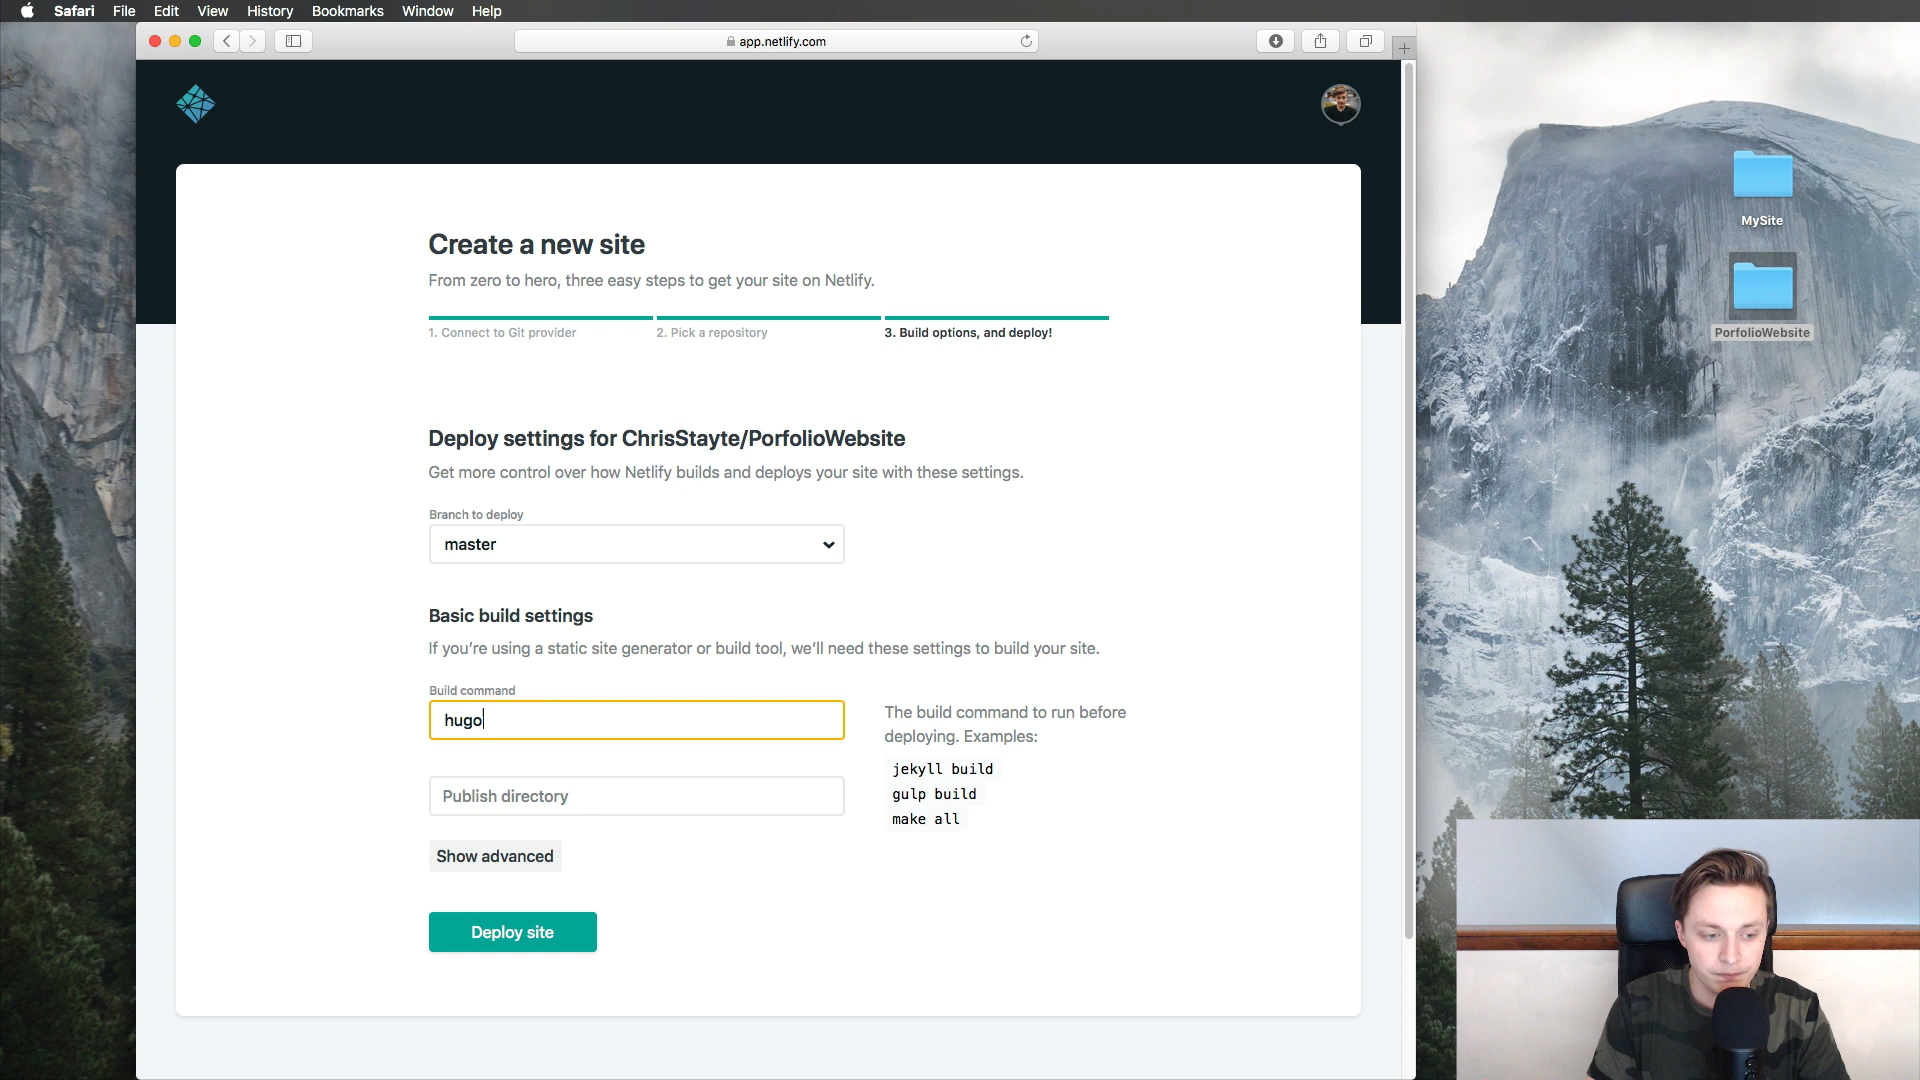 Safari File Edit View History Bookmarks Window Help
app.netlify.com
MySite
PorfolioWebsite
Create a new site
From zero to hero, three easy steps to get your site on Netlify.
1. Connect to Git provider
2. Pick a repository
3. Build options, and deploy!
Deploy settings for ChrisStayte/PorfolioWebsite
Get more control over how Netlify builds and deploys your site with these settings.
Branch to deploy
master
Basic build settings
If you’re using a static site generator or build tool, we’ll need these settings to build your site.
Build command
hugo
The build command to run before
deploying. Examples:
jekyll build
gulp build
make all
Publish directory
Show advanced
Deploy site